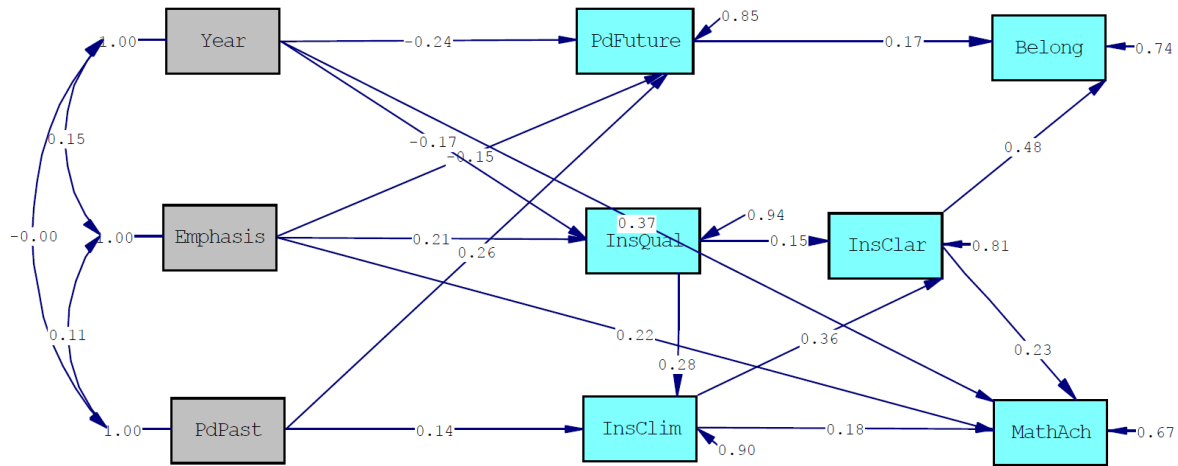 1.00 Year -0.24 PdFuture 0.85 0.17 Belong 0.74
0.15 -0.17 -0.15 0.48
-0.00 1.00 Emphasis 0.21 0.26 InsQual 0.37 0.94 0.15 InsClar 0.81
0.11 0.22 0.28 0.36 0.23
1.00 PdPast 0.14 InsClim 0.90 0.18 MathAch 0.67